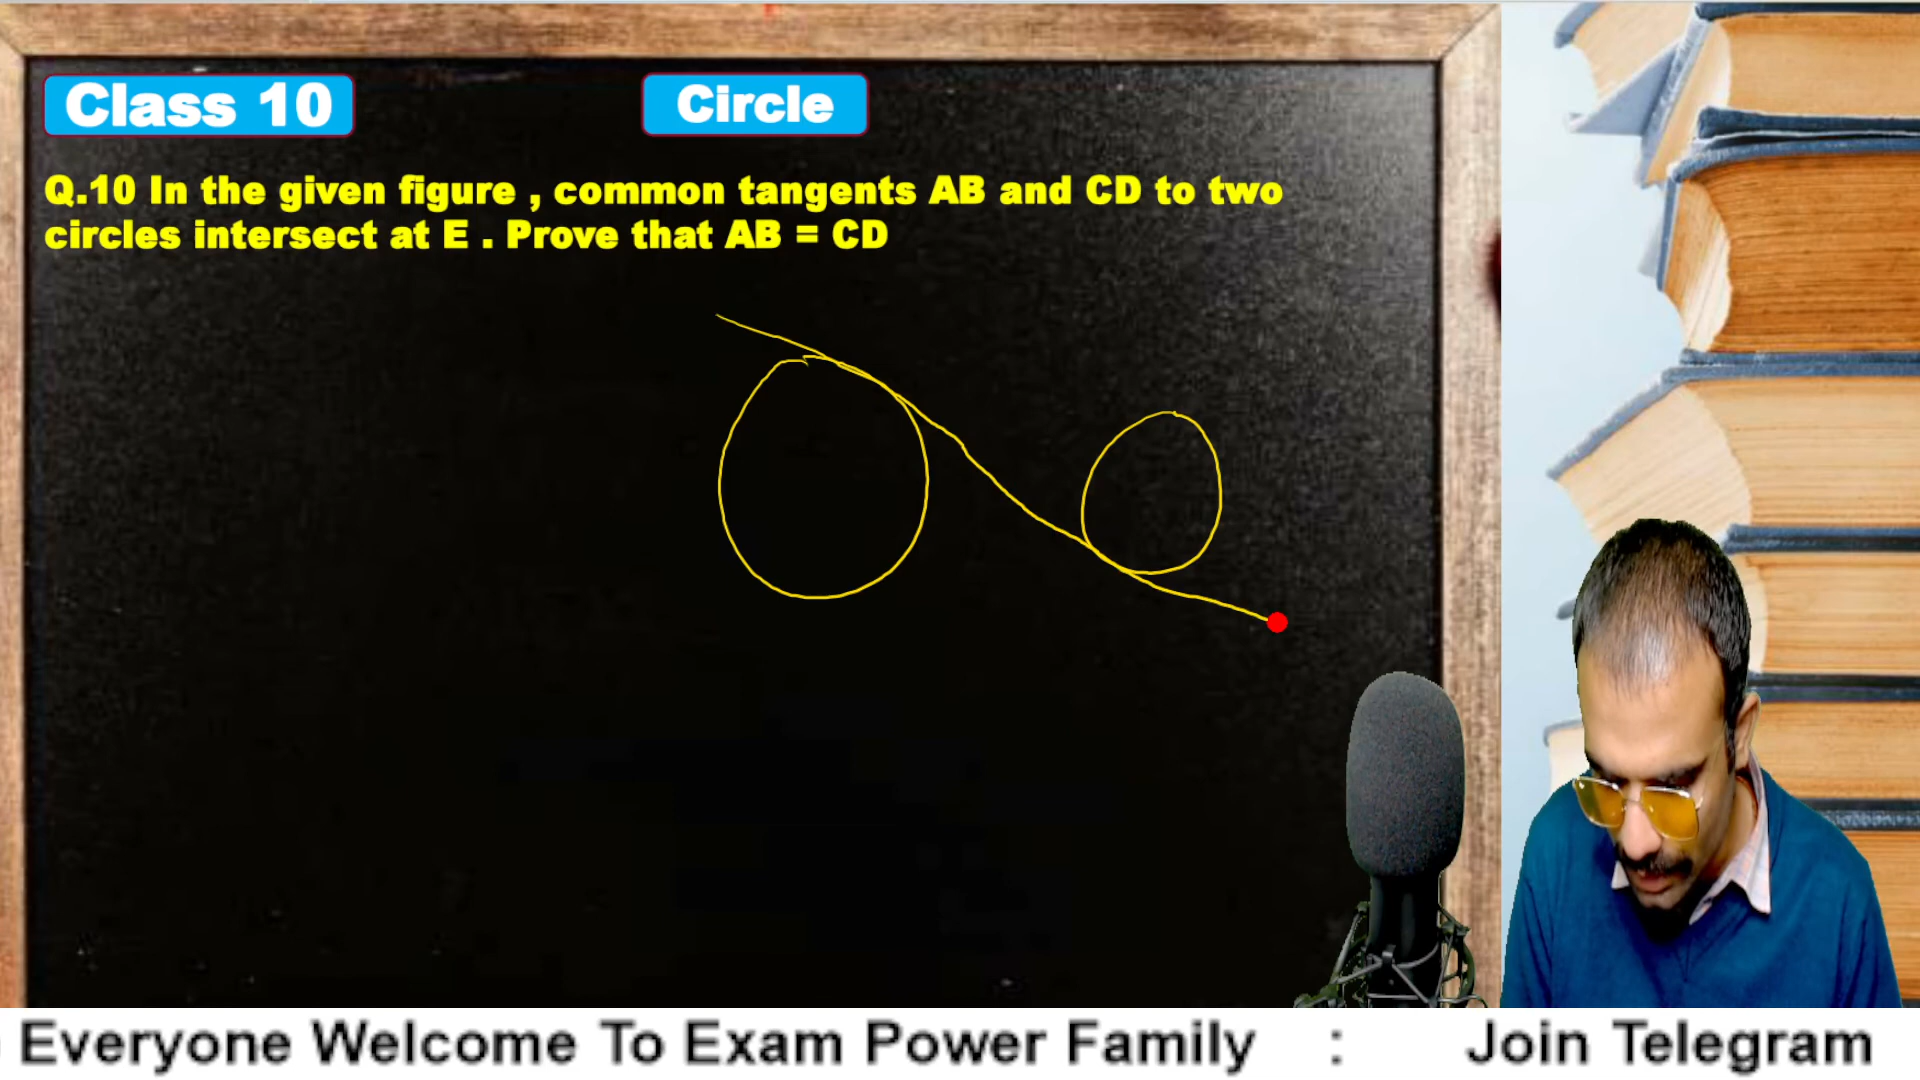 Class 10
Circle
Q.10 In the given figure , common tangents AB and CD to two
circles intersect at E . Prove that AB = CD
Everyone Welcome To Exam Power Family : Join Telegram